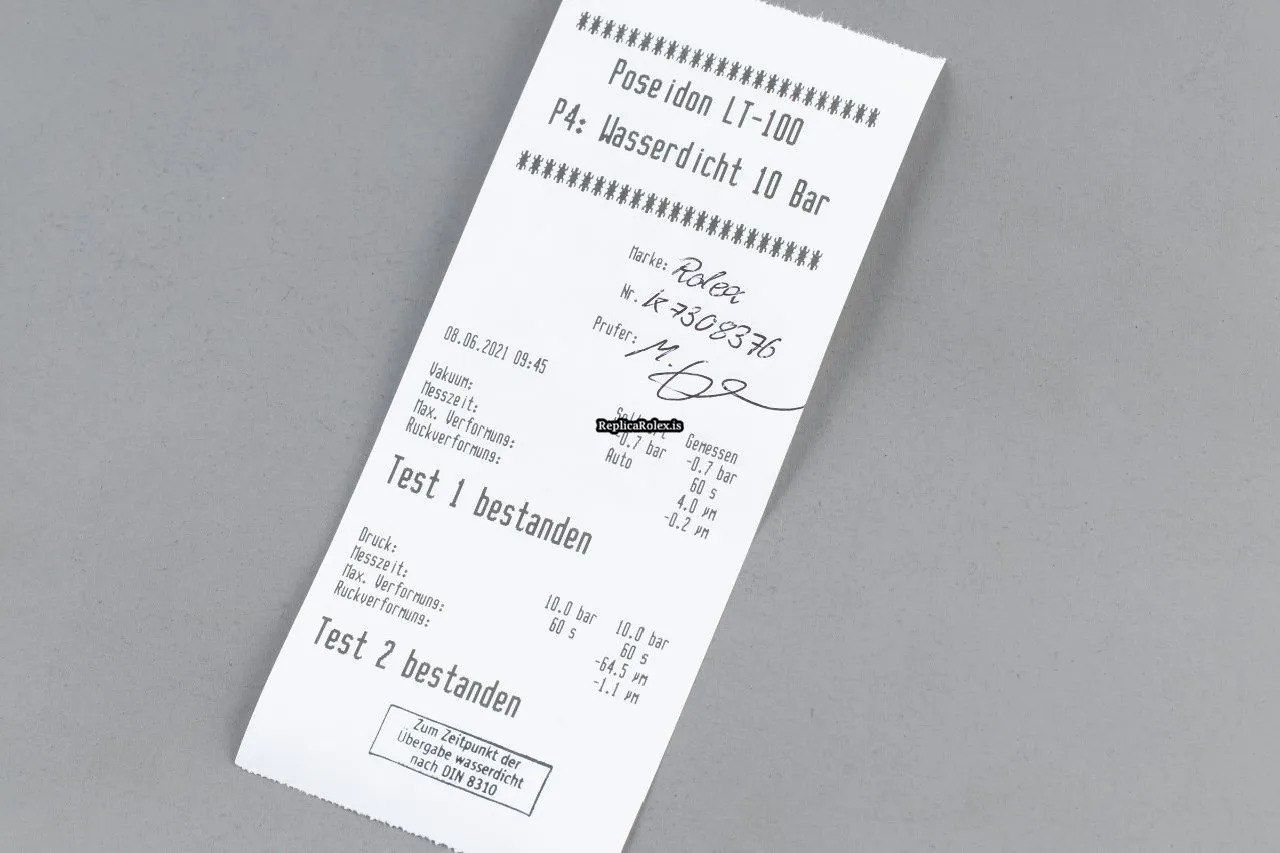 ************************
Poseidon LT-100
P4: Wasserdicht 10 Bar
************************
Marke: Rolex
Nr. K7308376
Prufer: M.
08.06.2021 09:45
Gemessen
Vakuum: -0.7 bar -0.7 bar
Messzeit: Auto 60 s
Max. Verformung: 4.0 µm
Ruckverformung: -0.2 µm
Test 1 bestanden
Druck: 10.0 bar 10.0 bar
Messzeit: 60 s 60 s
Max. Verformung: -64.5 µm
Ruckverformung: -1.1 µm
Test 2 bestanden
Zum Zeitpunkt der
Übergabe wasserdicht
nach DIN 8310
ReplicaRolex.is